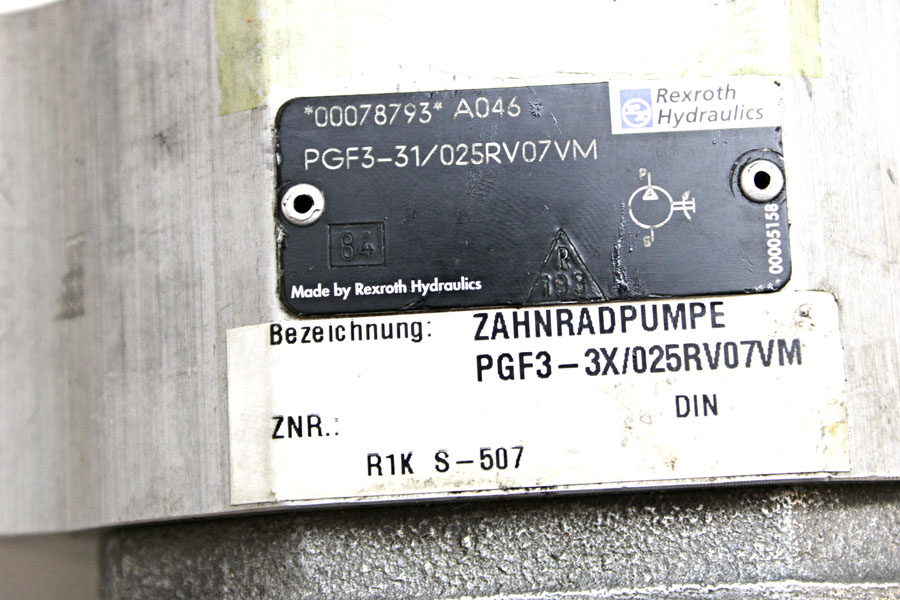 *00078793* A046
Rexroth
Hydraulics
PGF3-31/025RV07VM
P
S
84
R
00005158
Made by Rexroth Hydraulics
Bezeichnung: ZAHNRADPUMPE
PGF3-3X/025RV07VM
DIN
ZNR.:
R1K S-507